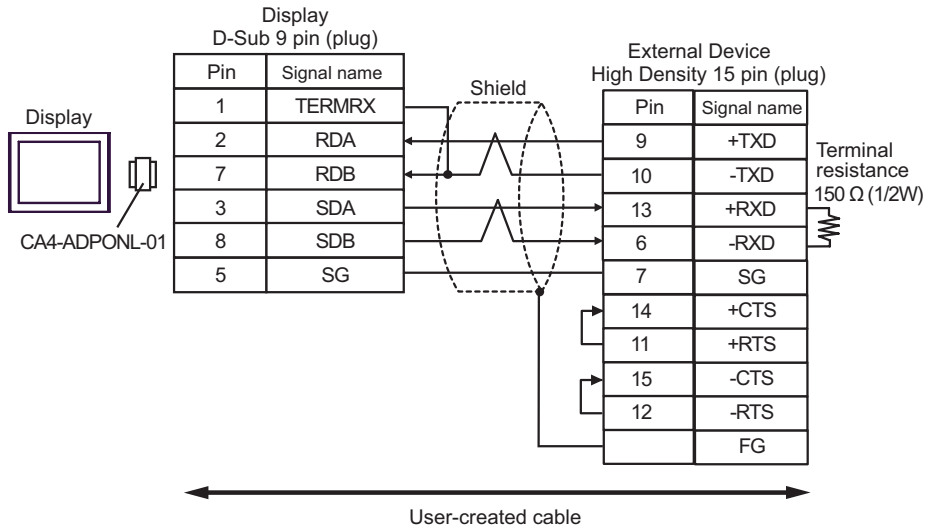 Display
D-Sub 9 pin (plug)
Pin Signal name
1 TERMRX
2 RDA
7 RDB
3 SDA
8 SDB
5 SG
Display
CA4-ADPONL-01
Shield
External Device
High Density 15 pin (plug)
Pin Signal name
9 +TXD
10 -TXD
13 +RXD
6 -RXD
7 SG
14 +CTS
11 +RTS
15 -CTS
12 -RTS
FG
Terminal
resistance
150 Ω (1/2W)
User-created cable